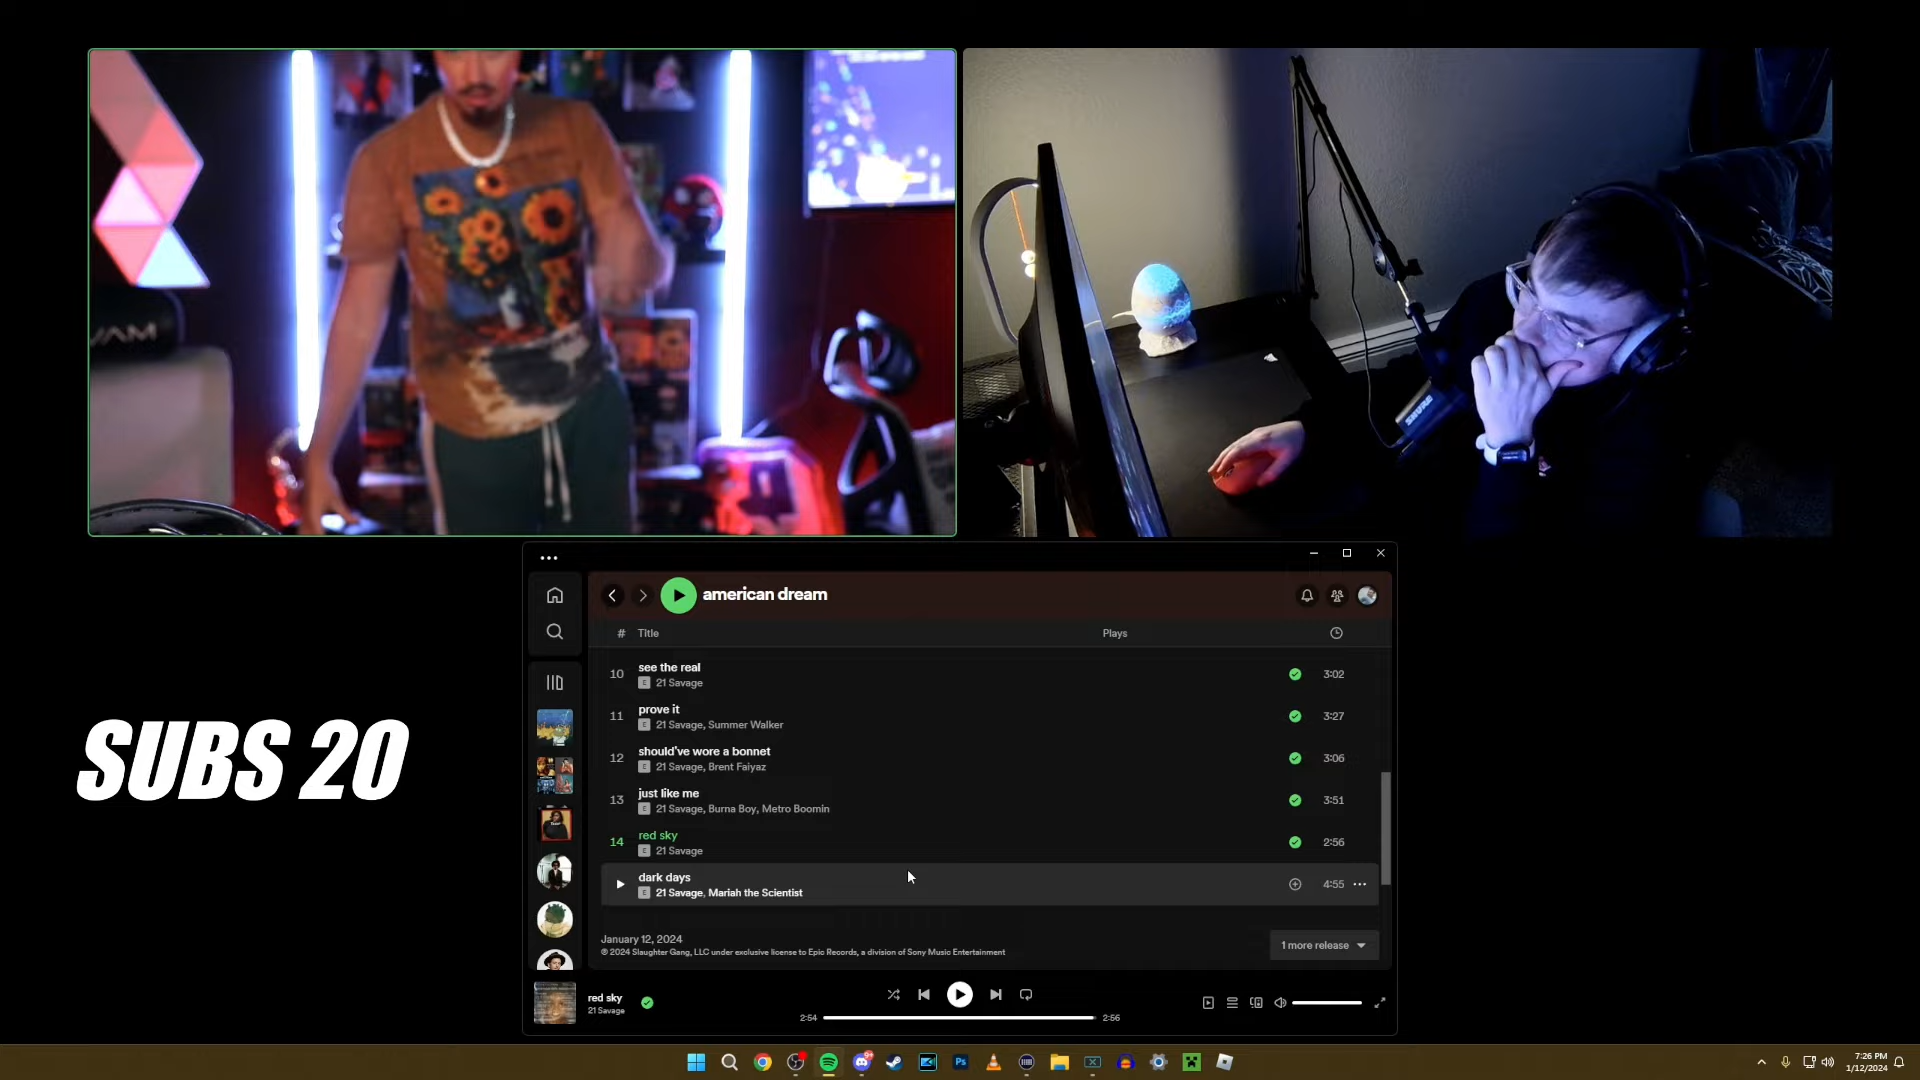 VAM
SHURE
SUBS 20
american dream
# Title Plays
10 see the real 3:02
E 21 Savage
11 prove it 3:27
E 21 Savage, Summer Walker
12 should've wore a bonnet 3:06
E 21 Savage, Brent Faiyaz
13 just like me 3:51
E 21 Savage, Burna Boy, Metro Boomin
14 red sky 2:56
E 21 Savage
dark days 4:55
E 21 Savage, Mariah the Scientist
January 12, 2024
℗ 2024 Slaughter Gang, LLC under exclusive license to Epic Records, a division of Sony Music Entertainment
1 more release
red sky
21 Savage
2:54 2:56
Ps
7:26 PM
1/12/2024